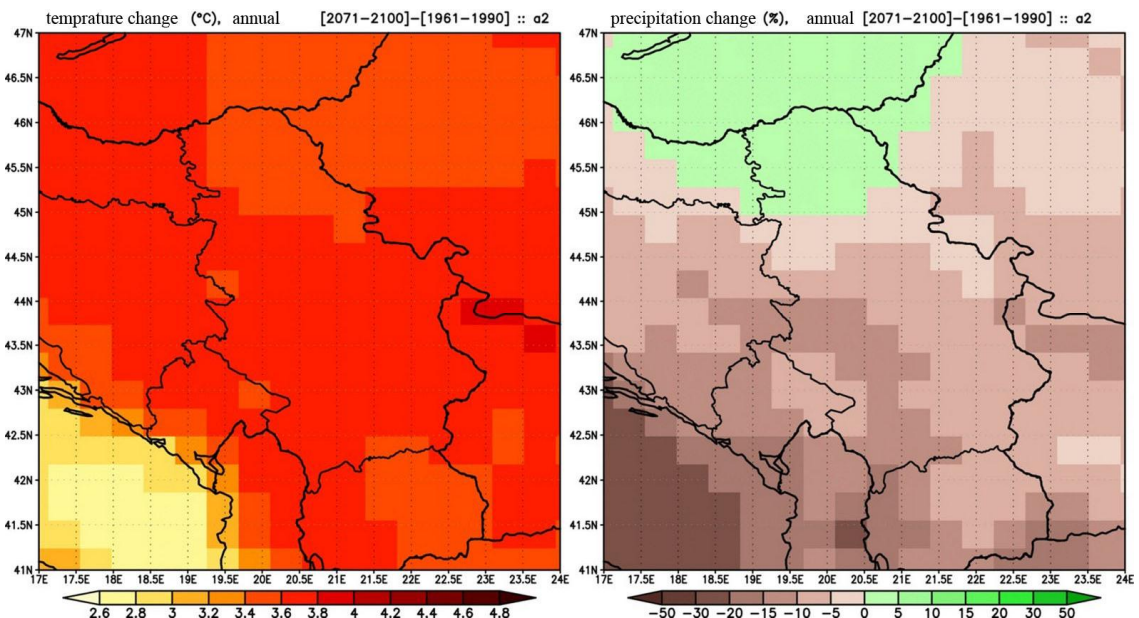 temprature change (°C), annual [2071-2100]-[1961-1990] :: a2
47N
46.5N
46N
45.5N
45N
44.5N
44N
43.5N
43N
42.5N
42N
41.5N
41N
17E 17.5E 18E 18.5E 19E 19.5E 20E 20.5E 21E 21.5E 22E 22.5E 23E 23.5E 24E
2.6 2.8 3 3.2 3.4 3.6 3.8 4 4.2 4.4 4.6 4.8
precipitation change (%), annual [2071-2100]-[1961-1990] :: a2
47N
46.5N
46N
45.5N
45N
44.5N
44N
43.5N
43N
42.5N
42N
41.5N
41N
17E 17.5E 18E 18.5E 19E 19.5E 20E 20.5E 21E 21.5E 22E 22.5E 23E 23.5E 24E
-50 -30 -20 -15 -10 -5 0 5 10 15 20 30 50